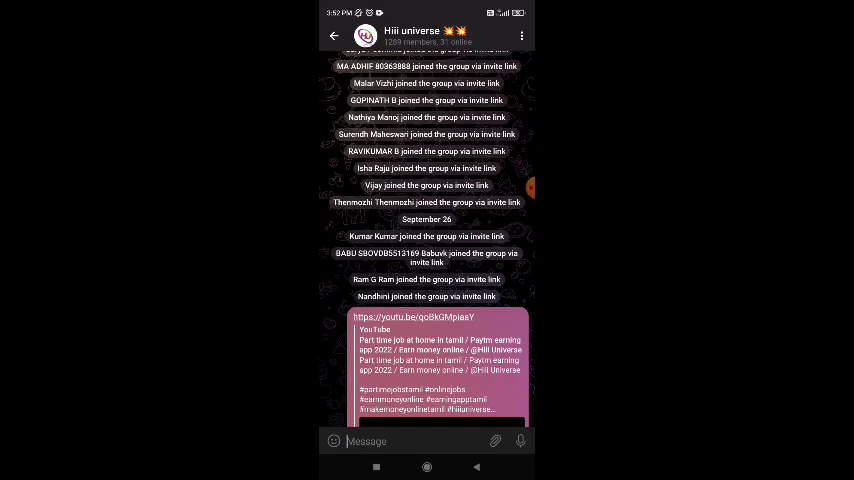 3:52 PM
Hiii universe 💥💥
1289 members, 31 online
MA ADHIF 80363888 joined the group via invite link
Malar Vizhi joined the group via invite link
GOPINATH B joined the group via invite link
Nathiya Manoj joined the group via invite link
Surendh Maheswari joined the group via invite link
RAVIKUMAR B joined the group via invite link
Isha Raju joined the group via invite link
Vijay joined the group via invite link
Thenmozhi Thenmozhi joined the group via invite link
September 26
Kumar Kumar joined the group via invite link
BABU SBOVDB5513169 Babuvk joined the group via
invite link
Ram G Ram joined the group via invite link
Nandhini joined the group via invite link
https://youtu.be/qoBkGMpiaaY
YouTube
Part time job at home in tamil / Paytm earning
app 2022 / Earn money online / @Hiii Universe
Part time job at home in tamil / Paytm earning
app 2022 / Earn money online / @Hiii Universe
#partimejobstamil #onlinejobs
#earnmoneyonline #earningapptamil
#makemoneyonlinetamil #hiiiuniverse...
Message